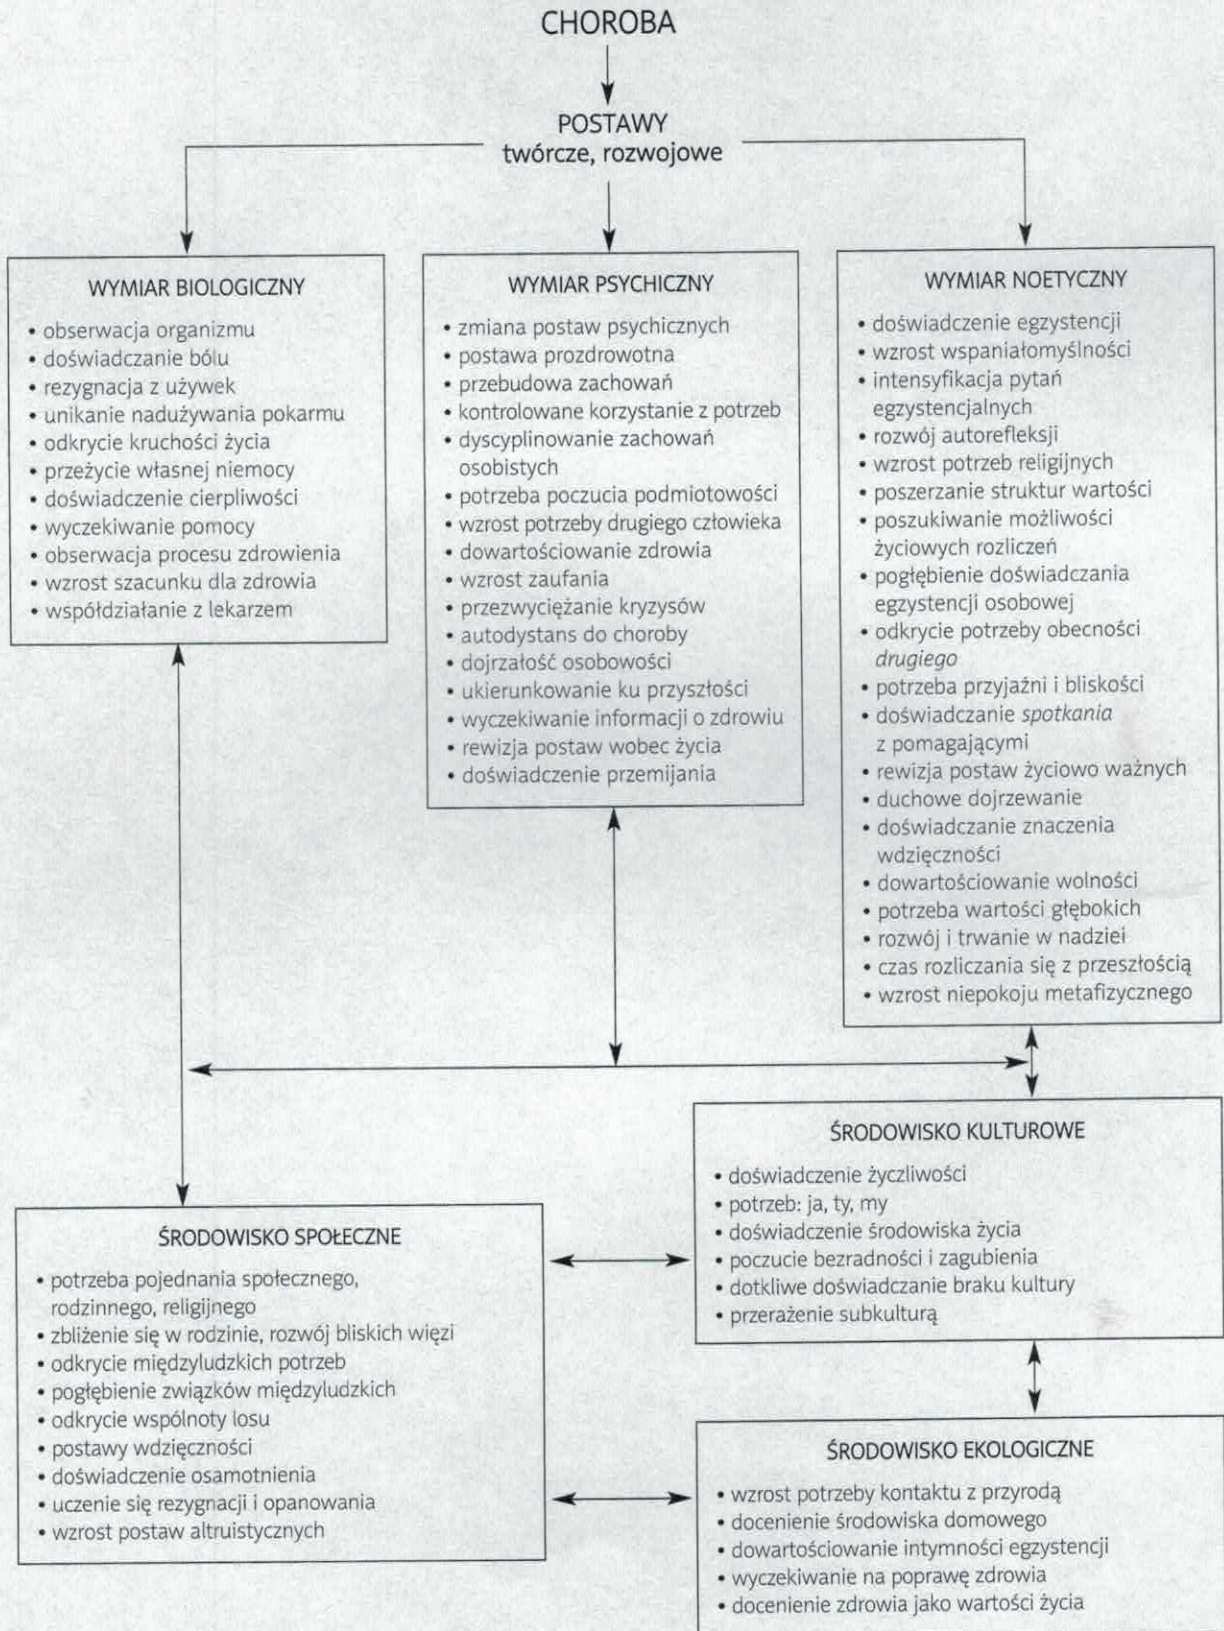 CHOROBA
POSTAWY
twórcze, rozwojowe
WYMIAR BIOLOGICZNY
• obserwacja organizmu
• doświadczanie bólu
• rezygnacja z używek
• unikanie nadużywania pokarmu
• odkrycie kruchości życia
• przeżycie własnej niemocy
• doświadczenie cierpliwości
• wyczekiwanie pomocy
• obserwacja procesu zdrowienia
• wzrost szacunku dla zdrowia
• współdziałanie z lekarzem
WYMIAR PSYCHICZNY
• zmiana postaw psychicznych
• postawa prozdrowotna
• przebudowa zachowań
• kontrolowane korzystanie z potrzeb
• dyscyplinowanie zachowań
osobistych
• potrzeba poczucia podmiotowości
• wzrost potrzeby drugiego człowieka
• dowartościowanie zdrowia
• wzrost zaufania
• przezwyciężanie kryzysów
• autodystans do choroby
• dojrzałość osobowości
• ukierunkowanie ku przyszłości
• wyczekiwanie informacji o zdrowiu
• rewizja postaw wobec życia
• doświadczenie przemijania
WYMIAR NOETYCZNY
• doświadczenie egzystencji
• wzrost wspaniałomyślności
• intensyfikacja pytań
egzystencjalnych
• rozwój autorefleksji
• wzrost potrzeb religijnych
• poszerzanie struktur wartości
• poszukiwanie możliwości
życiowych rozliczeń
• pogłębienie doświadczania
egzystencji osobowej
• odkrycie potrzeby obecności
drugiego
• potrzeba przyjaźni i bliskości
• doświadczanie spotkania
z pomagającymi
• rewizja postaw życiowo ważnych
• duchowe dojrzewanie
• doświadczanie znaczenia
wdzięczności
• dowartościowanie wolności
• potrzeba wartości głębokich
• rozwój i trwanie w nadziei
• czas rozliczania się z przeszłością
• wzrost niepokoju metafizycznego
ŚRODOWISKO KULTUROWE
• doświadczenie życzliwości
• potrzeb: ja, ty, my
• doświadczenie środowiska życia
• poczucie bezradności i zagubienia
• dotkliwe doświadczanie braku kultury
• przerażenie subkulturą
ŚRODOWISKO SPOŁECZNE
• potrzeba pojednania społecznego,
rodzinnego, religijnego
• zbliżenie się w rodzinie, rozwój bliskich więzi
• odkrycie międzyludzkich potrzeb
• pogłębienie związków międzyludzkich
• odkrycie wspólnoty losu
• postawy wdzięczności
• doświadczenie osamotnienia
• uczenie się rezygnacji i opanowania
• wzrost postaw altruistycznych
ŚRODOWISKO EKOLOGICZNE
• wzrost potrzeby kontaktu z przyrodą
• docenienie środowiska domowego
• dowartościowanie intymności egzystencji
• wyczekiwanie na poprawę zdrowia
• docenienie zdrowia jako wartości życia